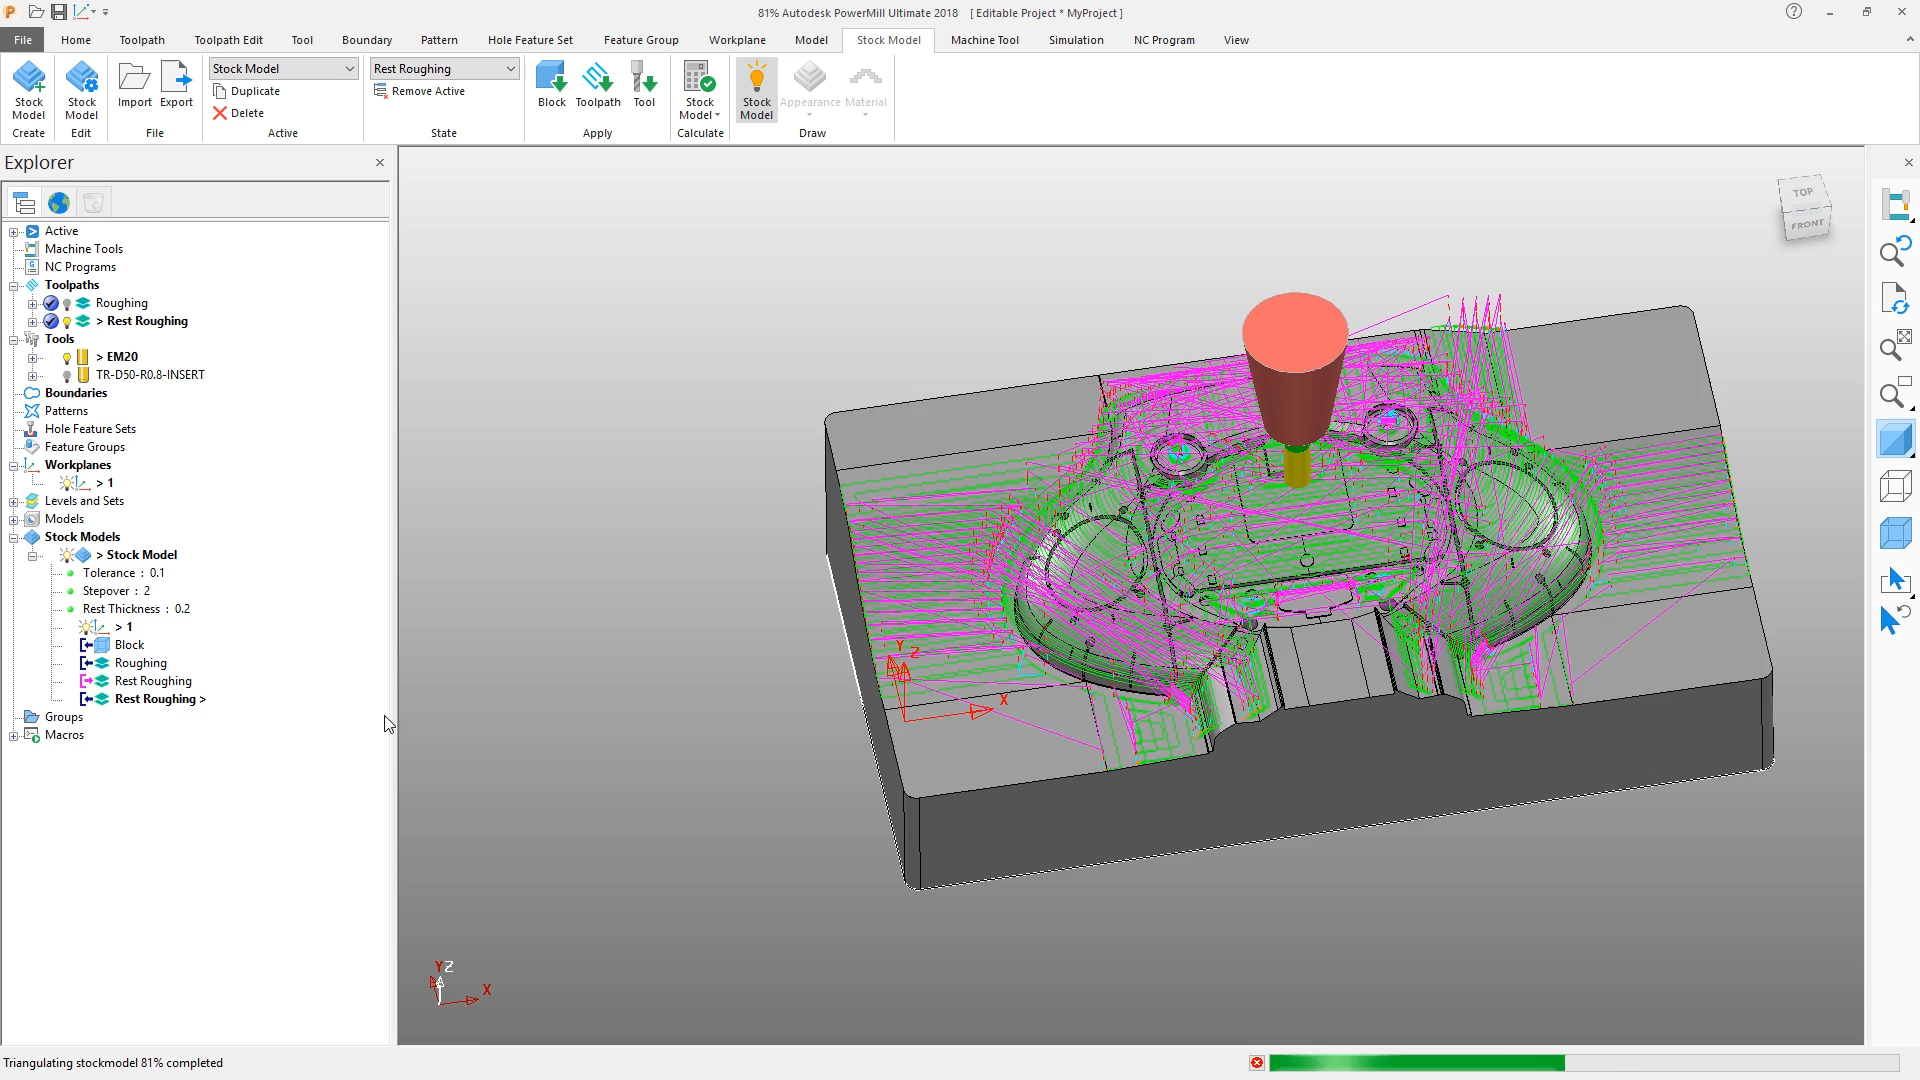 81% Autodesk PowerMill Ultimate 2018 [ Editable Project * MyProject ]
File Home Toolpath Toolpath Edit Tool Boundary Pattern Hole Feature Set Feature Group Workplane Model Stock Model Machine Tool Simulation NC Program View
Stock Model
Create
Stock Model
Edit
Import Export
File
Stock Model
Duplicate
Delete
Active
Rest Roughing
Remove Active
State
Block Toolpath Tool
Apply
Stock Model
Calculate
Stock Model Appearance Material
Draw
Explorer
Active
Machine Tools
NC Programs
Toolpaths
Roughing
> Rest Roughing
Tools
> EM20
TR-D50-R0.8-INSERT
Boundaries
Patterns
Hole Feature Sets
Feature Groups
Workplanes
> 1
Levels and Sets
Models
Stock Models
> Stock Model
Tolerance : 0.1
Stepover : 2
Rest Thickness : 0.2
> 1
Block
Roughing
Rest Roughing
Rest Roughing >
Groups
Macros
TOP
FRONT
Y Z
X
Y Z
X
Triangulating stockmodel 81% completed